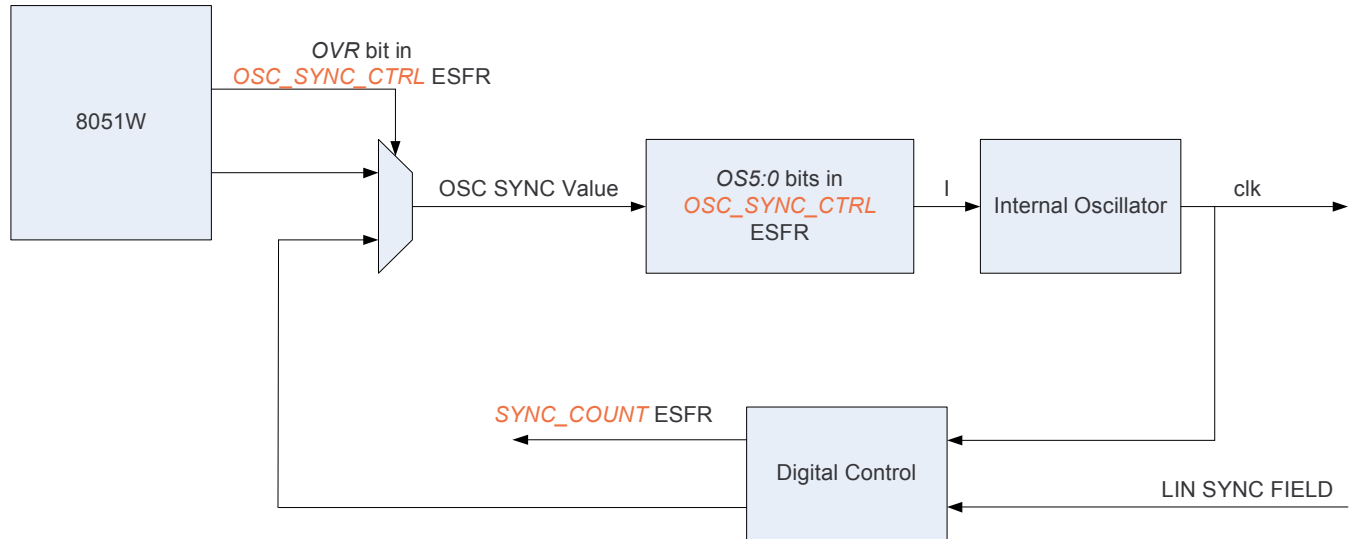 OVR bit in
OSC_SYNC_CTRL ESFR
8051W
OSC SYNC Value
OS5:0 bits in
OSC_SYNC_CTRL
ESFR
I
Internal Oscillator
clk
SYNC_COUNT ESFR
Digital Control
LIN SYNC FIELD